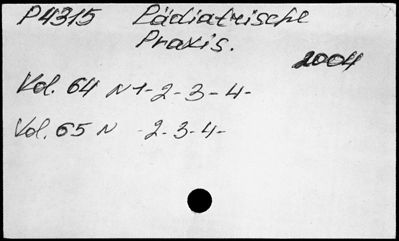 P4315 Pädiatrische
Praxis.
2004
Vol. 64 N 1-2-3-4-
Vol. 65 N -2-3-4-